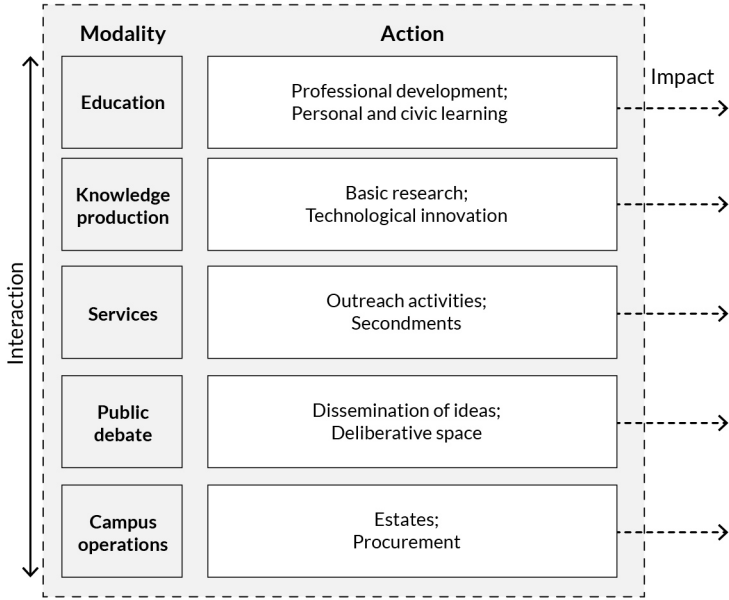 Modality
Action
Impact
Interaction
Education
Professional development;
Personal and civic learning
Knowledge
production
Basic research;
Technological innovation
Services
Outreach activities;
Secondments
Public
debate
Dissemination of ideas;
Deliberative space
Campus
operations
Estates;
Procurement